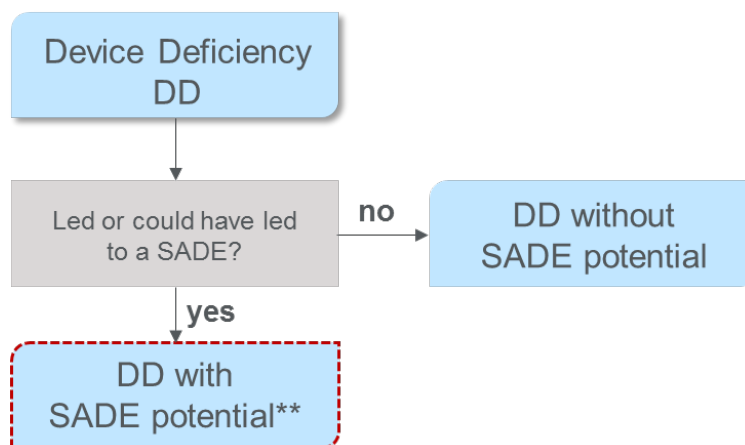 Device Deficiency
DD
Led or could have led
to a SADE?
no
DD without
SADE potential
yes
DD with
SADE potential**